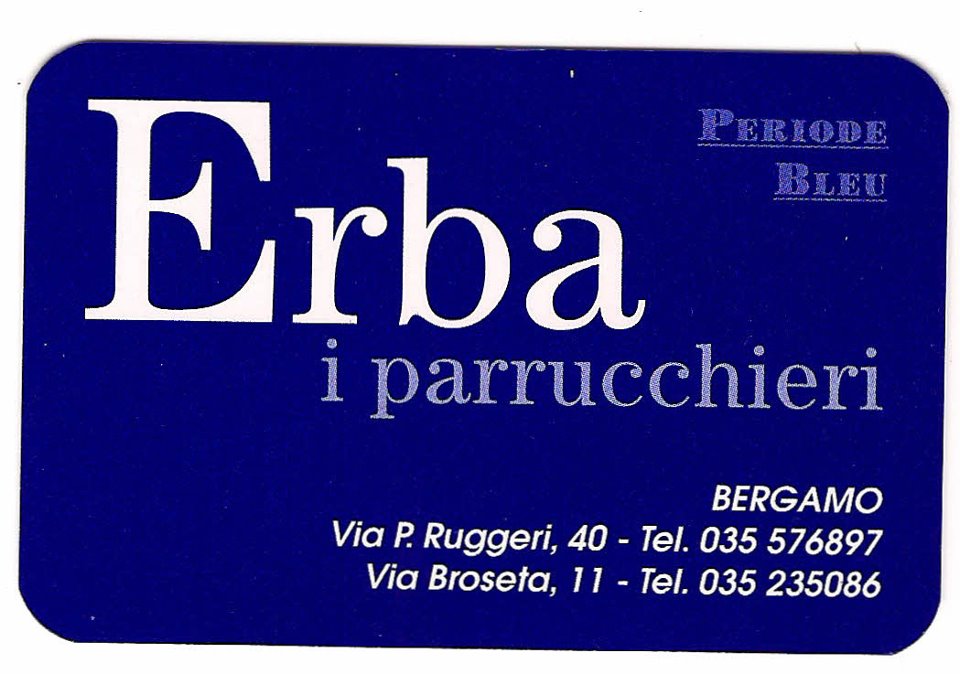 Erba
PERIODE
BLEU
i parrucchieri
BERGAMO
Via P. Ruggeri, 40 - Tel. 035 576897
Via Broseta, 11 - Tel. 035 235086